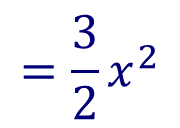 = 3/2 x²